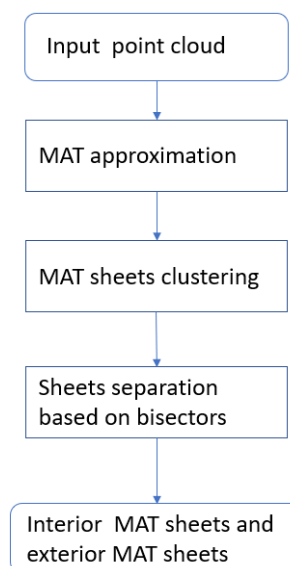 Input point cloud
MAT approximation
MAT sheets clustering
Sheets separation
based on bisectors
Interior MAT sheets and
exterior MAT sheets